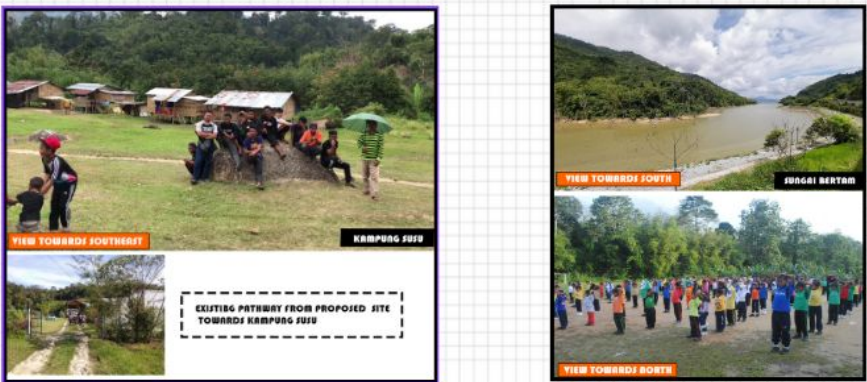 VIEW TOWARDS SOUTHEAST
KAMPUNG SUSU
EXISTIBG PATHWAY FROM PROPOSED SITE
TOWARDS KAMPUNG SUSU
VIEW TOWARDS SOUTH
SUNGAI BERTAM
VIEW TOWARDS NORTH